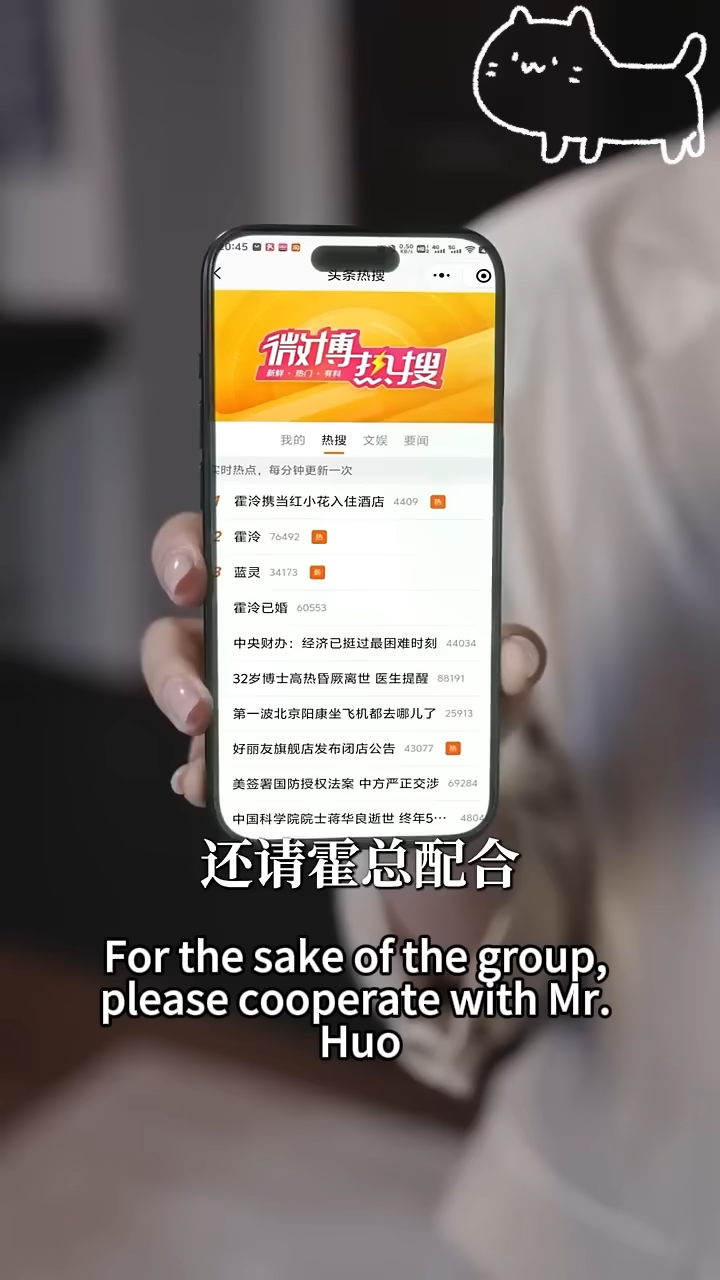 20:45
0.50
KB/s
4G
5G
头条热搜
微博热搜
新鲜·热门·有料
我的 热搜 文娱 要闻
实时热点，每分钟更新一次
1 霍泠携当红小花入住酒店 4409 热
2 霍泠 76492 热
3 蓝灵 34173
霍泠已婚 60553
中央财办：经济已挺过最困难时刻 44034
32岁博士高热昏厥离世 医生提醒 88191
第一波北京阳康坐飞机都去哪儿了 25913
好丽友旗舰店发布闭店公告 43077 热
美签署国防授权法案 中方严正交涉 69284
中国科学院院士蒋华良逝世 终年5··· 4804
还请霍总配合
For the sake of the group,
please cooperate with Mr.
Huo